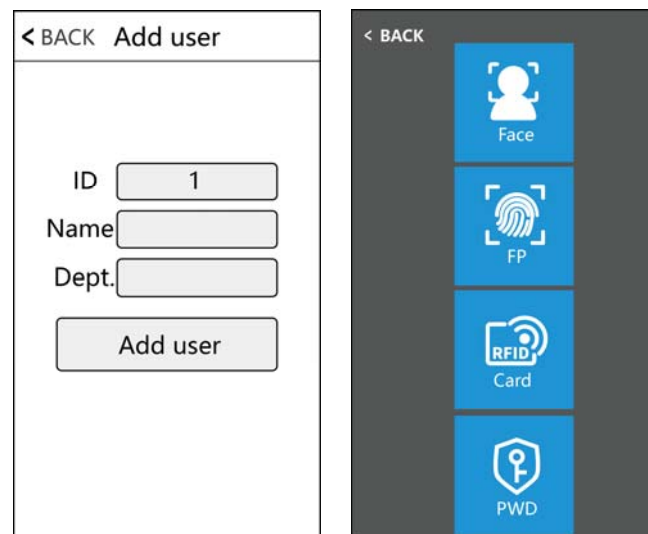 < BACK Add user
ID 1
Name
Dept.
Add user
< BACK
Face
FP
RFID
Card
PWD